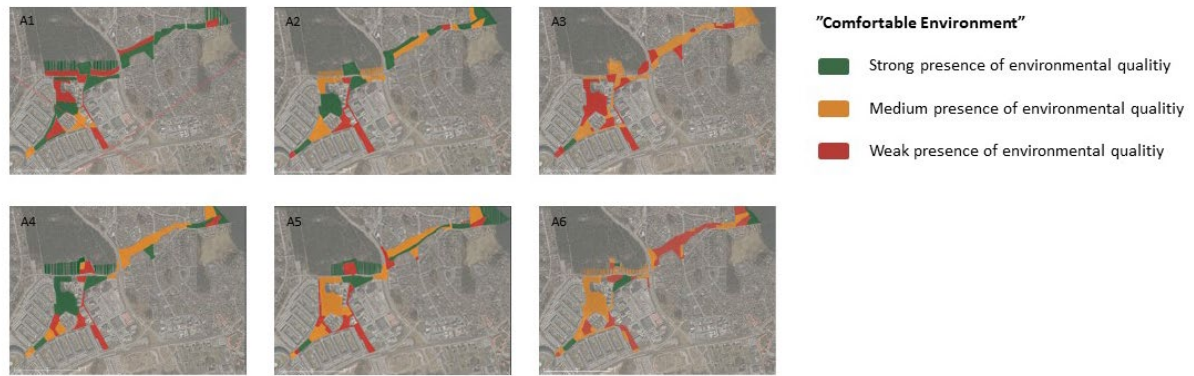 A1
A2
A3
"Comfortable Environment"
Strong presence of environmental qualitiy
Medium presence of environmental qualitiy
Weak presence of environmental qualitiy
A4
A5
A6